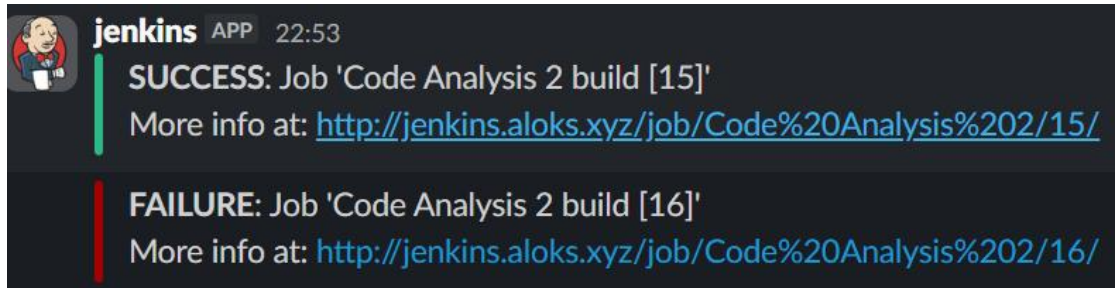 jenkins APP 22:53
SUCCESS: Job 'Code Analysis 2 build [15]'
More info at: http://jenkins.aloks.xyz/job/Code%20Analysis%202/15/
FAILURE: Job 'Code Analysis 2 build [16]'
More info at: http://jenkins.aloks.xyz/job/Code%20Analysis%202/16/